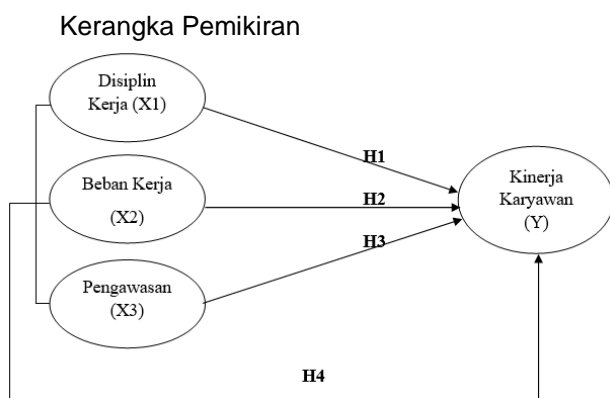 Kerangka Pemikiran
Disiplin
Kerja (X1)
H1
Beban Kerja
(X2)
H2
Kinerja
Karyawan
(Y)
H3
Pengawasan
(X3)
H4